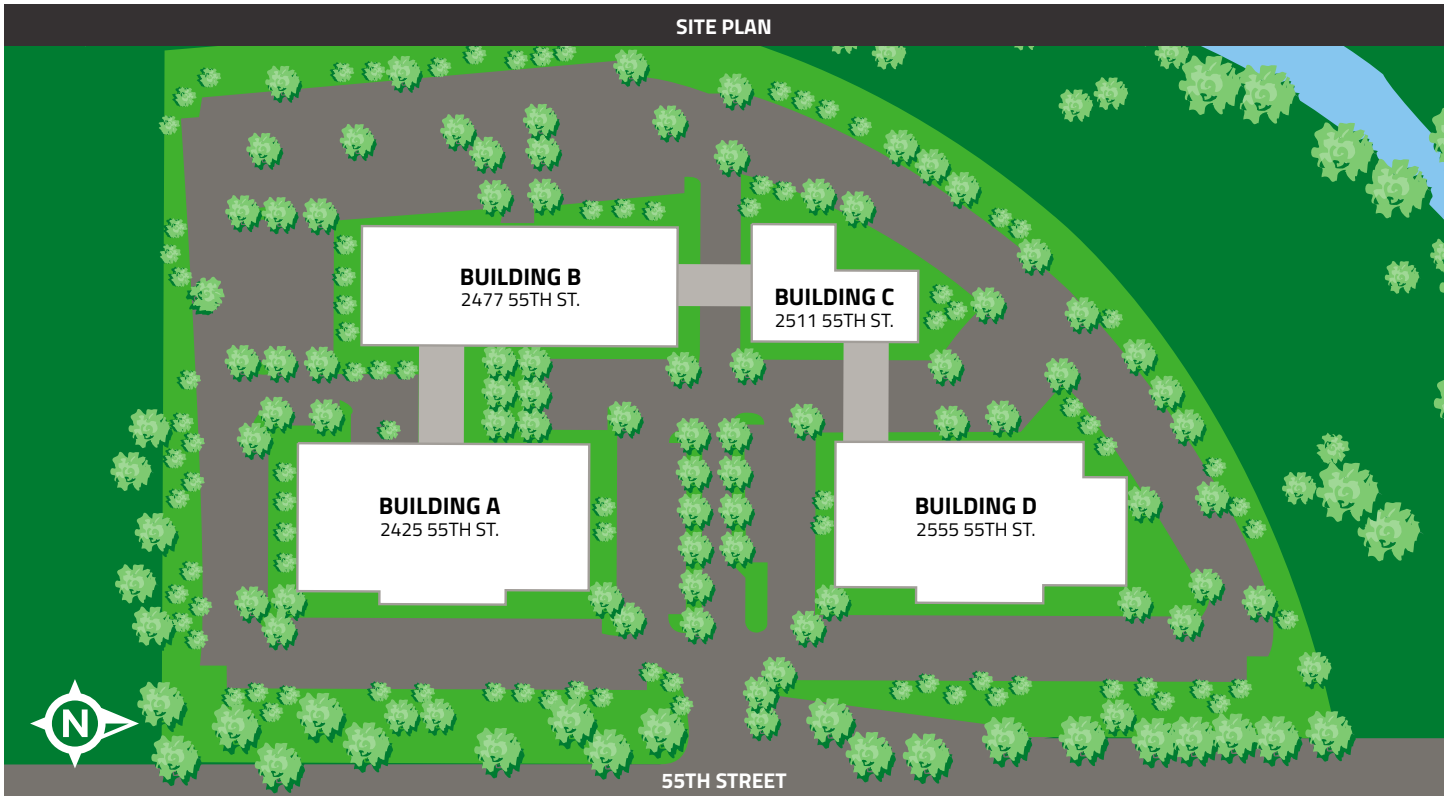 SITE PLAN
BUILDING B
2477 55TH ST.
BUILDING C
2511 55TH ST.
BUILDING A
2425 55TH ST.
BUILDING D
2555 55TH ST.
N
55TH STREET